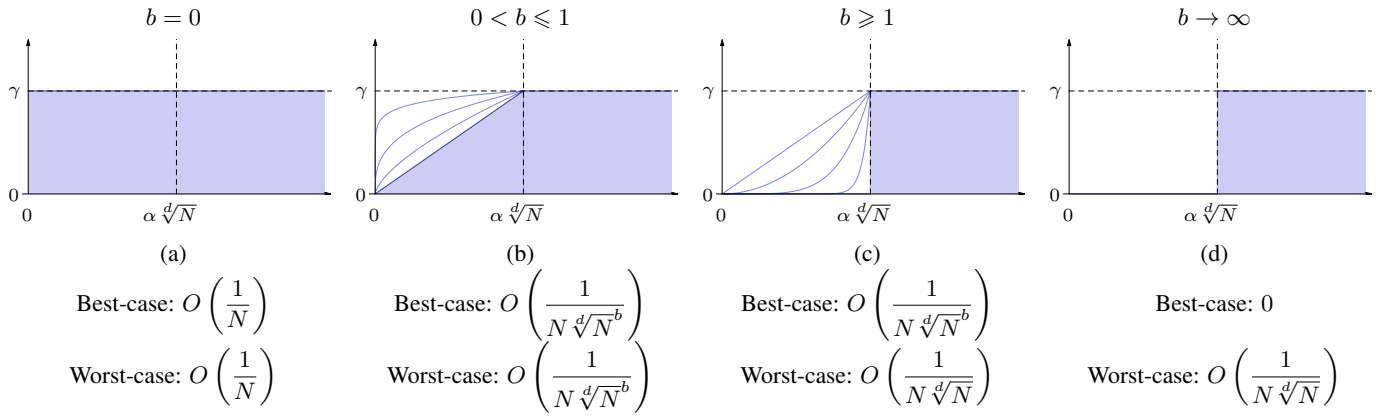 b = 0
0 < b ⩽ 1
b ⩾ 1
b → ∞
γ
γ
γ
γ
0
0
0
0
0
α ᵈ√N
0
α ᵈ√N
0
α ᵈ√N
0
α ᵈ√N
(a)
(b)
(c)
(d)
Best-case: O (1/N)
Best-case: O (1/(N ᵈ√N^b))
Best-case: O (1/(N ᵈ√N^b))
Best-case: 0
Worst-case: O (1/N)
Worst-case: O (1/(N ᵈ√N^b))
Worst-case: O (1/(N ᵈ√N))
Worst-case: O (1/(N ᵈ√N))